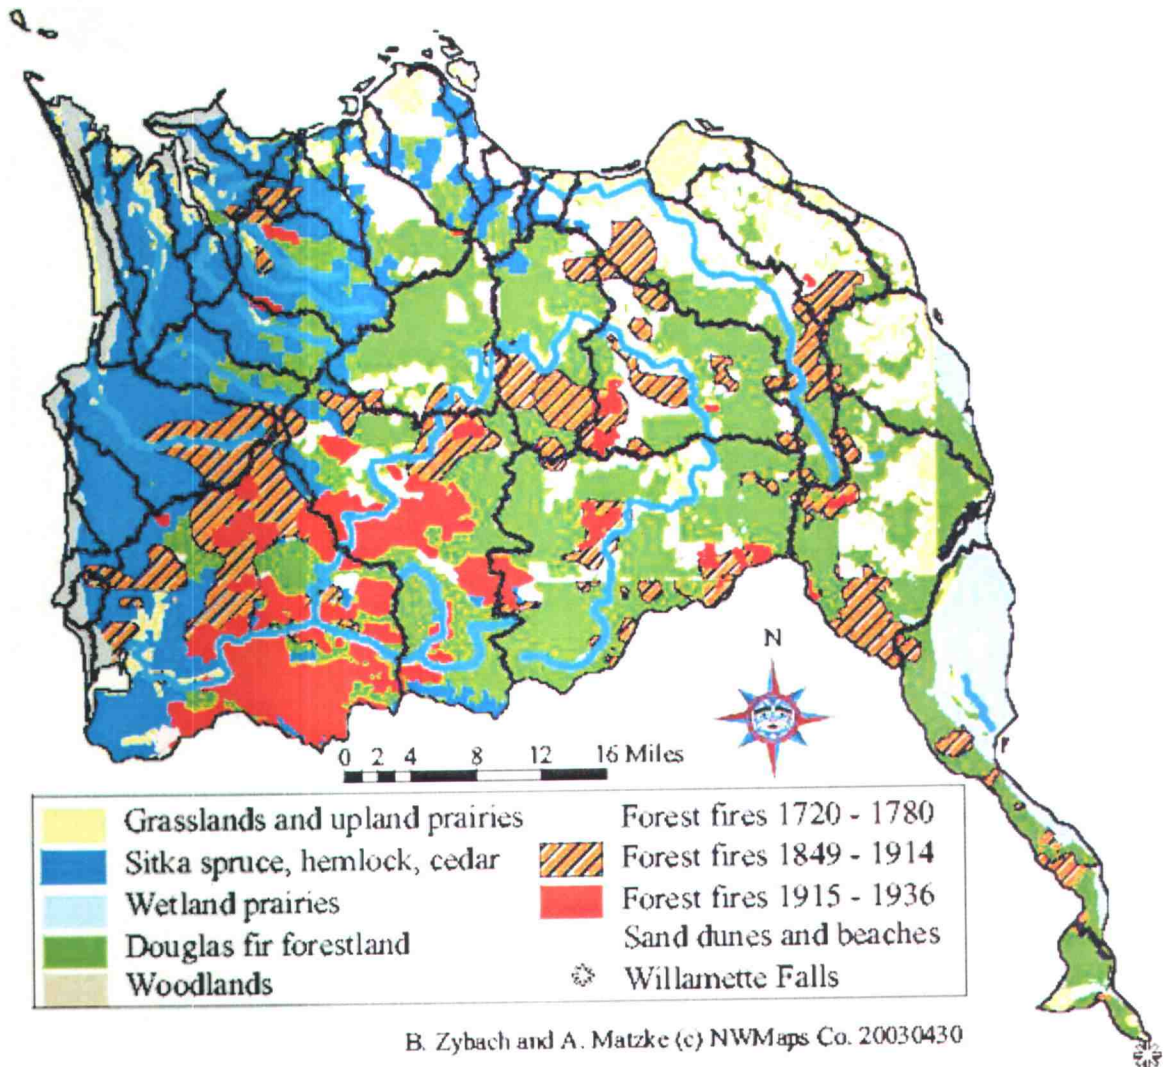 N
0 2 4 8 12 16 Miles
Grasslands and upland prairies
Sitka spruce, hemlock, cedar
Wetland prairies
Douglas fir forestland
Woodlands
Forest fires 1720 - 1780
Forest fires 1849 - 1914
Forest fires 1915 - 1936
Sand dunes and beaches
Willamette Falls
B. Zybach and A. Matzke (c) NWMaps Co. 20030430